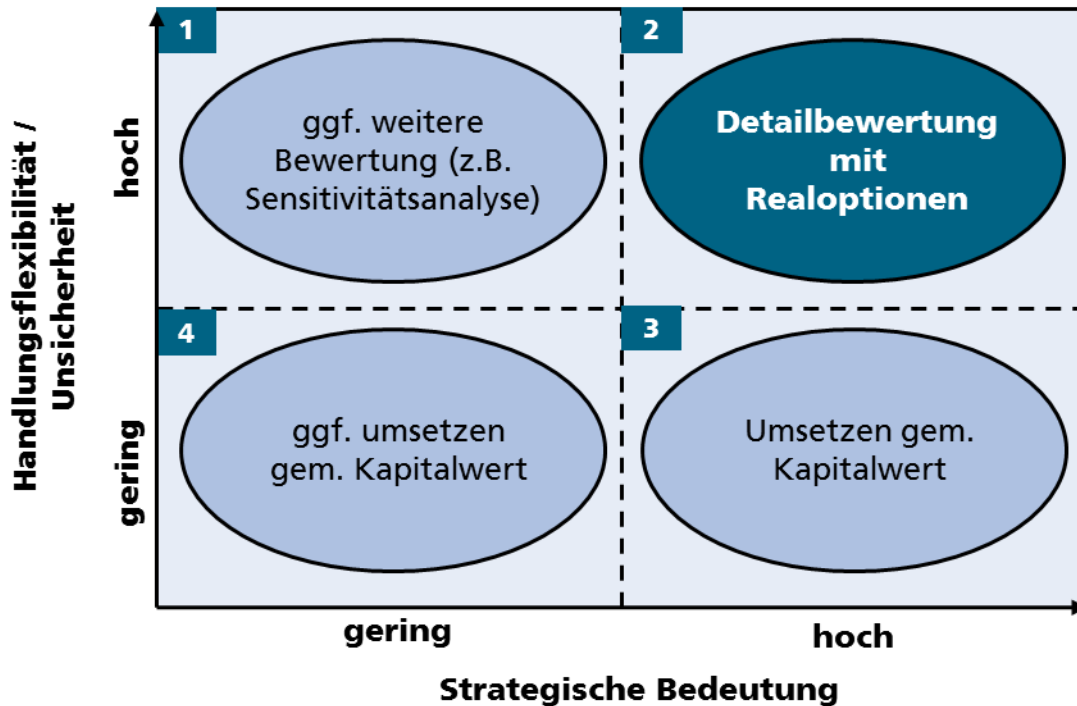 Handlungsflexibilität /
Unsicherheit
hoch
gering
1
ggf. weitere
Bewertung (z.B.
Sensitivitätsanalyse)
2
Detailbewertung
mit
Realoptionen
4
ggf. umsetzen
gem. Kapitalwert
3
Umsetzen gem.
Kapitalwert
gering
hoch
Strategische Bedeutung